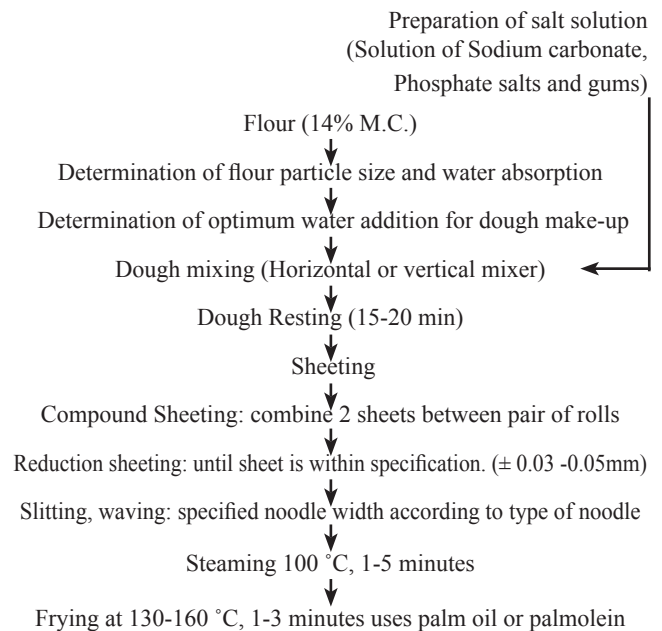 Preparation of salt solution
(Solution of Sodium carbonate,
Phosphate salts and gums)
Flour (14% M.C.)
Determination of flour particle size and water absorption
Determination of optimum water addition for dough make-up
Dough mixing (Horizontal or vertical mixer)
Dough Resting (15-20 min)
Sheeting
Compound Sheeting: combine 2 sheets between pair of rolls
Reduction sheeting: until sheet is within specification. (± 0.03 -0.05mm)
Slitting, waving: specified noodle width according to type of noodle
Steaming 100 ˚C, 1-5 minutes
Frying at 130-160 ˚C, 1-3 minutes uses palm oil or palmolein